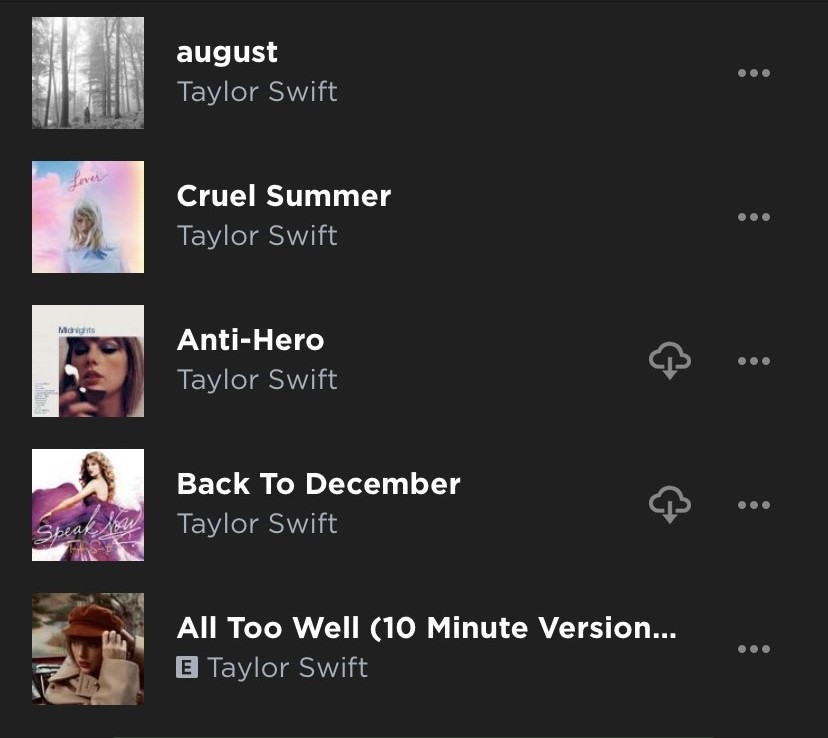 august
Taylor Swift
Lover
Cruel Summer
Taylor Swift
Midnights
Anti-Hero
Taylor Swift
Speak Now
Back To December
Taylor Swift
All Too Well (10 Minute Version...
E Taylor Swift